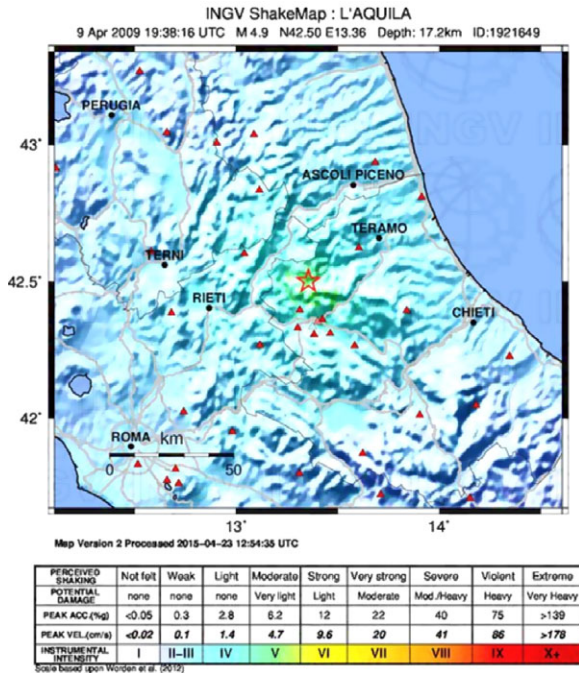 INGV ShakeMap : L'AQUILA
9 Apr 2009 19:38:16 UTC M 4.9 N42.50 E13.36 Depth: 17.2km ID:1921649
PERUGIA
43˚
ASCOLI PICENO
TERAMO
TERNI
42.5˚
RIETI
CHIETI
42˚
ROMA
km
0 50
13˚ 14˚
Map Version 2 Processed 2015-04-23 12:54:35 UTC
PERCEIVED SHAKING Not felt Weak Light Moderate Strong Very strong Severe Violent Extreme
POTENTIAL DAMAGE none none none Very light Light Moderate Mod./Heavy Heavy Very Heavy
PEAK ACC.(%g) <0.05 0.3 2.8 6.2 12 22 40 75 >139
PEAK VEL.(cm/s) <0.02 0.1 1.4 4.7 9.6 20 41 86 >178
INSTRUMENTAL INTENSITY I II-III IV V VI VII VIII IX X+
Scale based upon Worden et al. (2012)